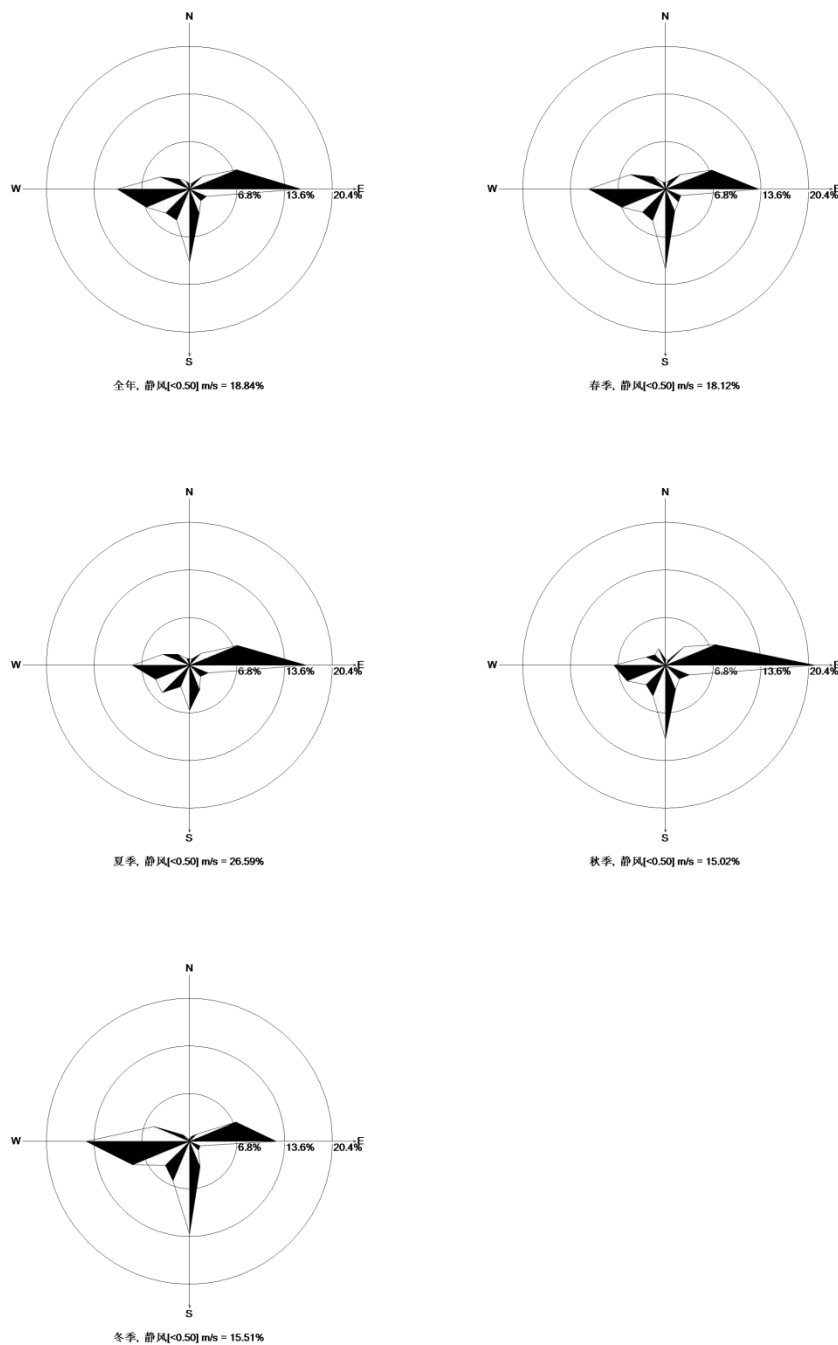 N
W 6.8% 13.6% 20.4% E
S
全年, 静风[<0.50] m/s = 18.84%
N
W 6.8% 13.6% 20.4% E
S
春季, 静风[<0.50] m/s = 18.12%
N
W 6.8% 13.6% 20.4% E
S
夏季, 静风[<0.50] m/s = 26.59%
N
W 6.8% 13.6% 20.4% E
S
秋季, 静风[<0.50] m/s = 15.02%
N
W 6.8% 13.6% 20.4% E
S
冬季, 静风[<0.50] m/s = 15.51%